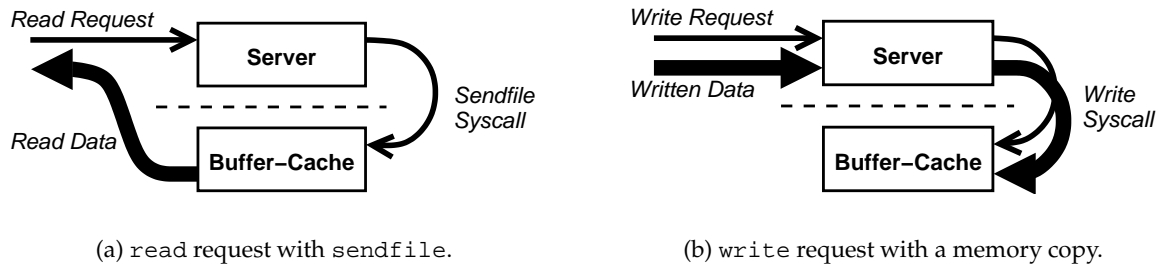 Read Request
Server
Sendfile
Syscall
Read Data
Buffer−Cache
(a) read request with sendfile.
Write Request
Server
Written Data
Write
Syscall
Buffer−Cache
(b) write request with a memory copy.